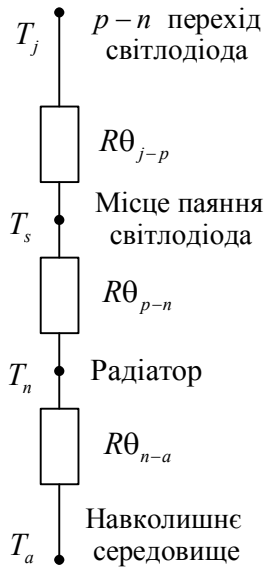 T_j p−n перехід
світлодіода
Rθ_{j−p}
Місце паяння
T_s світлодіода
Rθ_{p−n}
T_n Радіатор
Rθ_{n−a}
Навколишнє
T_a середовище